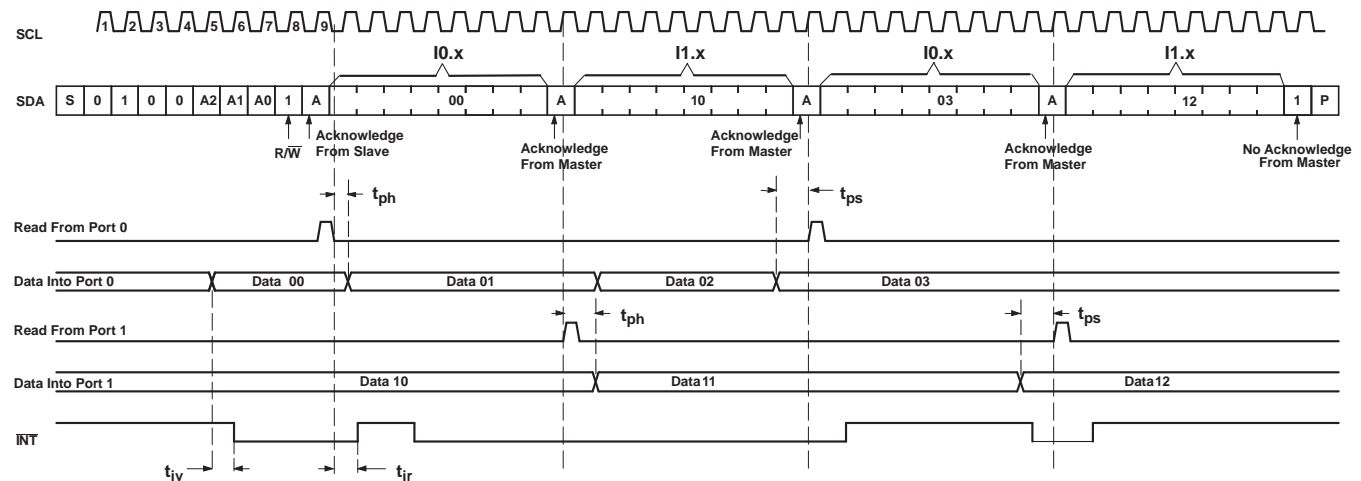 SCL 1 2 3 4 5 6 7 8 9
I0.x I1.x I0.x I1.x
SDA S 0 1 0 0 A2 A1 A0 1 A 00 A 10 A 03 A 12 1 P
R/W
Acknowledge
From Slave
Acknowledge
From Master
Acknowledge
From Master
Acknowledge
From Master
No Acknowledge
From Master
tph tps
Read From Port 0
Data Into Port 0 Data 00 Data 01 Data 02 Data 03
tph tps
Read From Port 1
Data Into Port 1 Data 10 Data 11 Data 12
INT
tiv tir